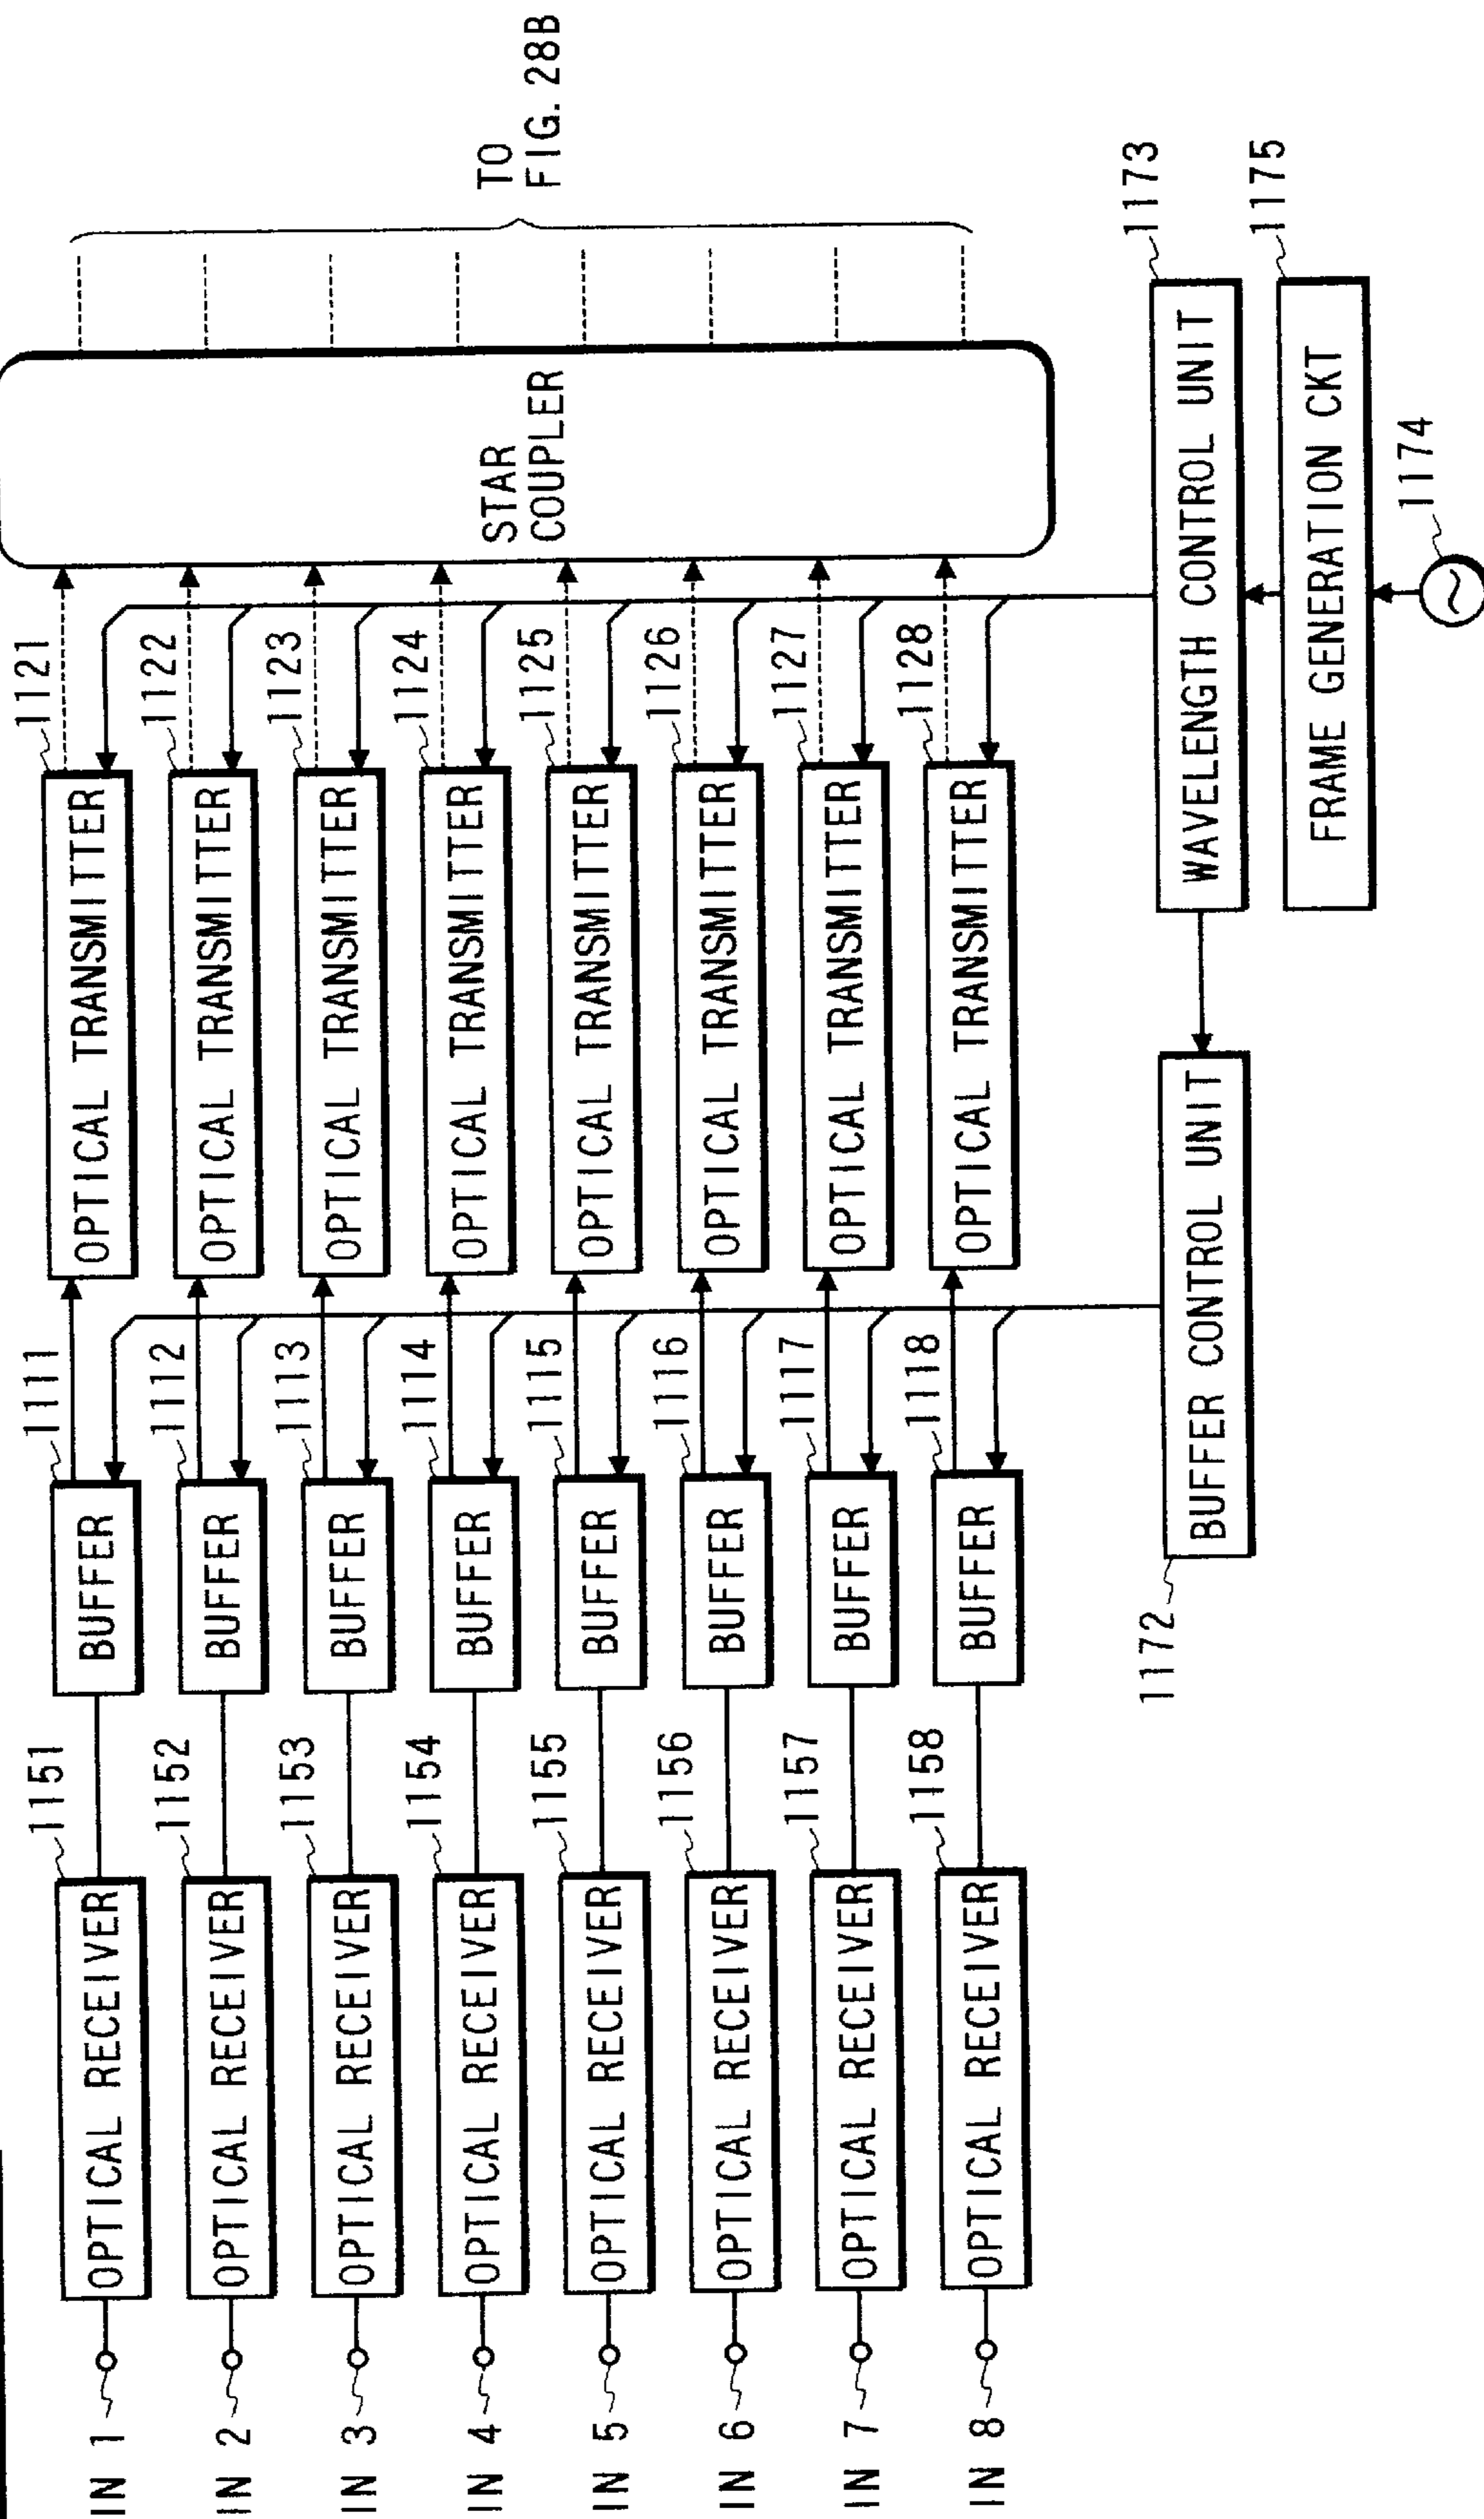 IN 1
1151
OPTICAL RECEIVER
1111
BUFFER
1121
OPTICAL TRANSMITTER
IN 2
1152
OPTICAL RECEIVER
1112
BUFFER
1122
OPTICAL TRANSMITTER
IN 3
1153
OPTICAL RECEIVER
1113
BUFFER
1123
OPTICAL TRANSMITTER
IN 4
1154
OPTICAL RECEIVER
1114
BUFFER
1124
OPTICAL TRANSMITTER
IN 5
1155
OPTICAL RECEIVER
1115
BUFFER
1125
OPTICAL TRANSMITTER
IN 6
1156
OPTICAL RECEIVER
1116
BUFFER
1126
OPTICAL TRANSMITTER
IN 7
1157
OPTICAL RECEIVER
1117
BUFFER
1127
OPTICAL TRANSMITTER
IN 8
1158
OPTICAL RECEIVER
1118
BUFFER
1128
OPTICAL TRANSMITTER
STAR
COUPLER
TO
FIG. 28B
1172
BUFFER CONTROL UNIT
WAVELENGTH CONTROL UNIT
1173
FRAME GENERATION CKT
1175
1174